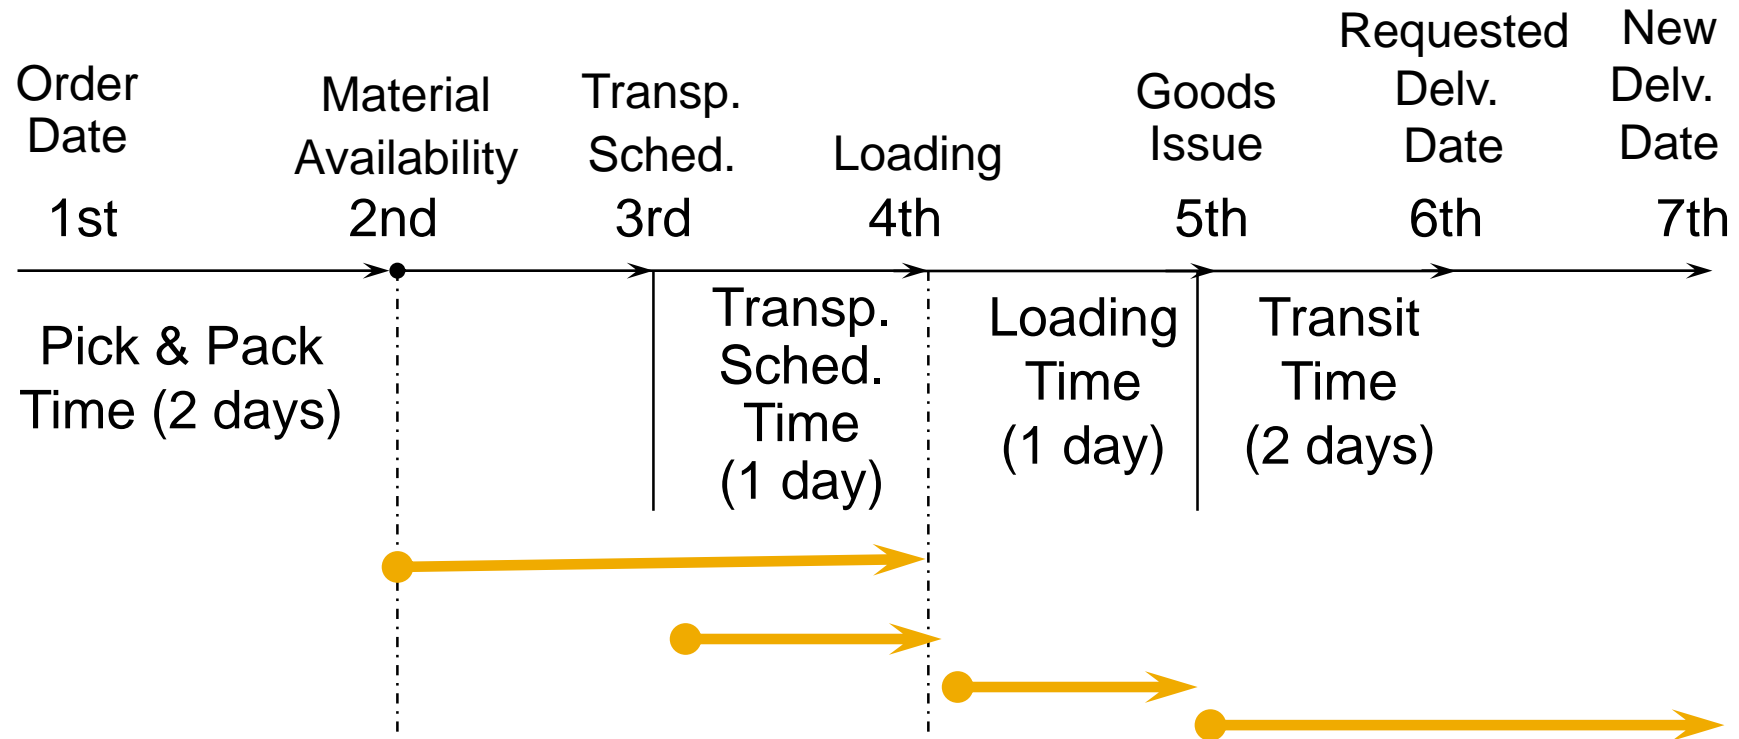 Order
Date
1st
Material
Availability
2nd
Transp.
Sched.
3rd
Loading
4th
Goods
Issue
5th
Requested
Delv.
Date
6th
New
Delv.
Date
7th
Pick & Pack
Time (2 days)
Transp.
Sched.
Time
(1 day)
Loading
Time
(1 day)
Transit
Time
(2 days)